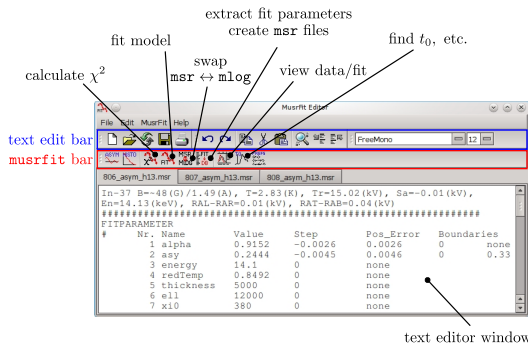 extract fit parameters
create msr files
fit model
find t₀, etc.
swap
msr ↔ mlog
view data/fit
calculate χ²
Musrfit Editor
File Edit MusrFit Help
text edit bar
FreeMono
12
musrfit bar
ASYM
806_asym_h13.msr 807_asym_h13.msr 808_asym_h13.msr
In-37 B=~48(G)/1.49(A), T=2.83(K), Tr=15.02(kV), Sa=-0.01(kV),
En=14.13(keV), RAL-RAR=0.01(kV), RAT-RAB=0.04(kV)
###############################################################
FITPARAMETER
# Nr. Name Value Step Pos_Error Boundaries
1 alpha 0.9152 -0.0026 0.0026 0 none
2 asy 0.2444 -0.0045 0.0046 0 0.33
3 energy 14.1 0 none
4 redTemp 0.8492 0 none
5 thickness 5000 0 none
6 ell 12000 0 none
7 xi0 380 0 none
text editor window